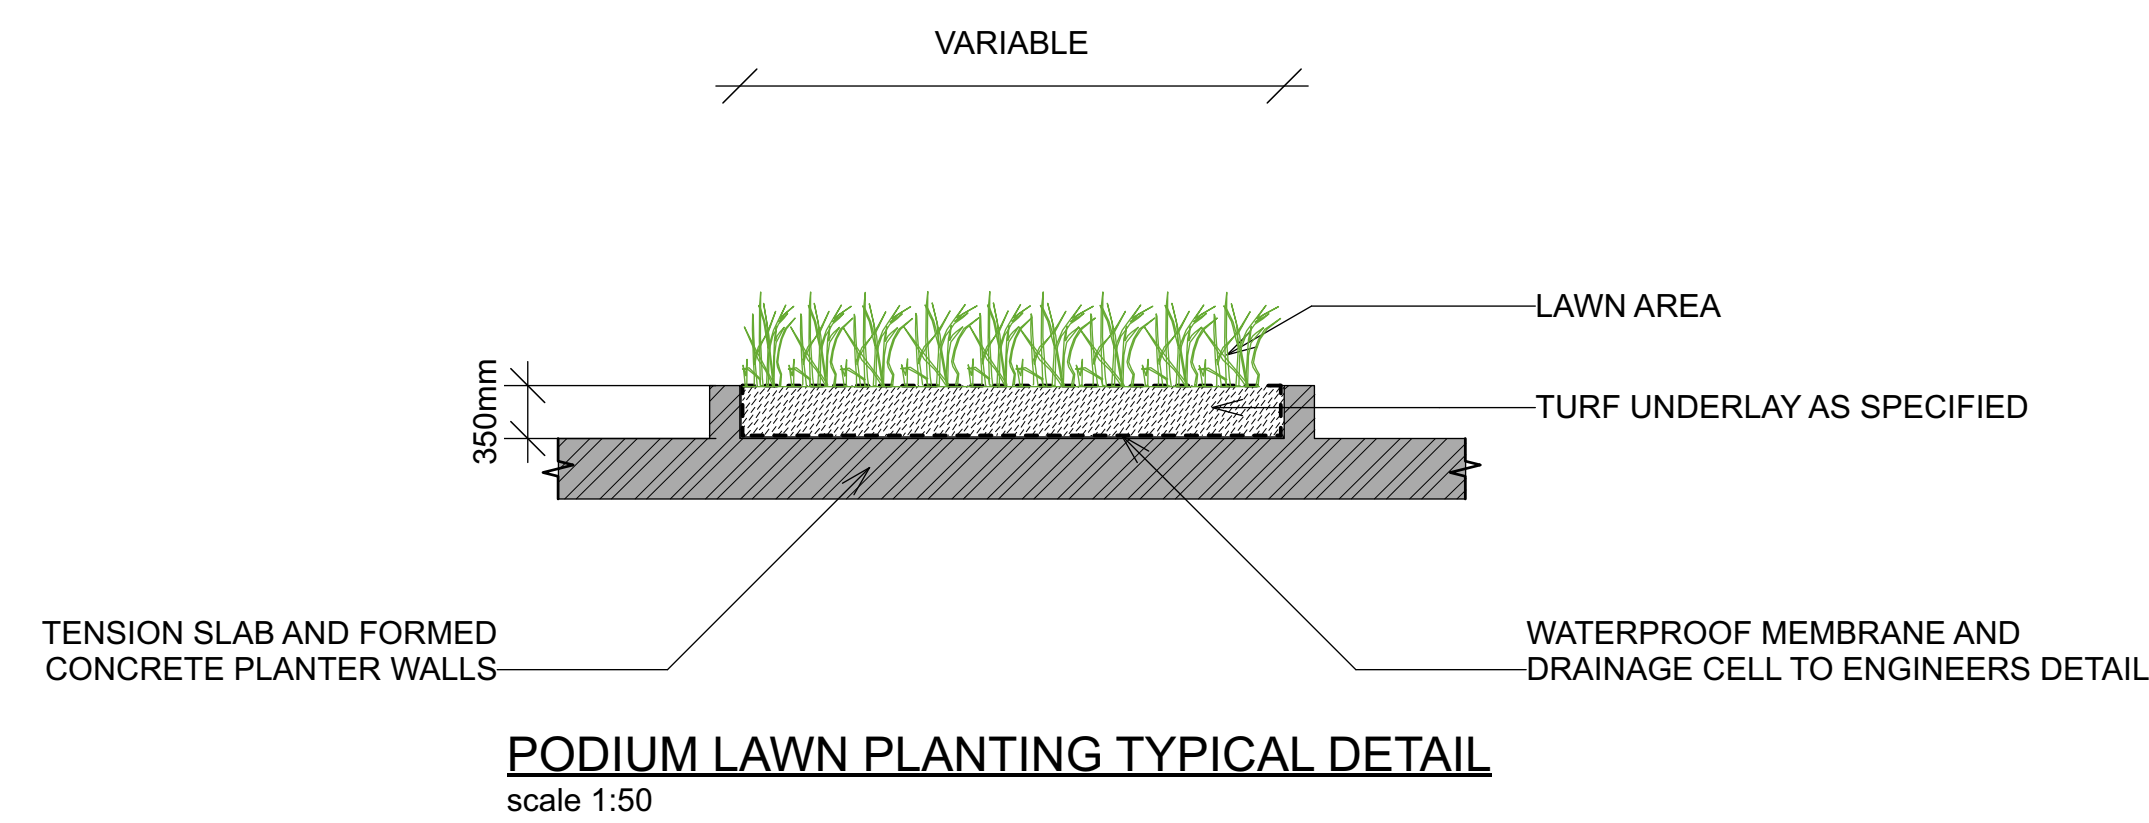 VARIABLE
LAWN AREA
350mm
TURF UNDERLAY AS SPECIFIED
TENSION SLAB AND FORMED
CONCRETE PLANTER WALLS
WATERPROOF MEMBRANE AND
DRAINAGE CELL TO ENGINEERS DETAIL
PODIUM LAWN PLANTING TYPICAL DETAIL
scale 1:50